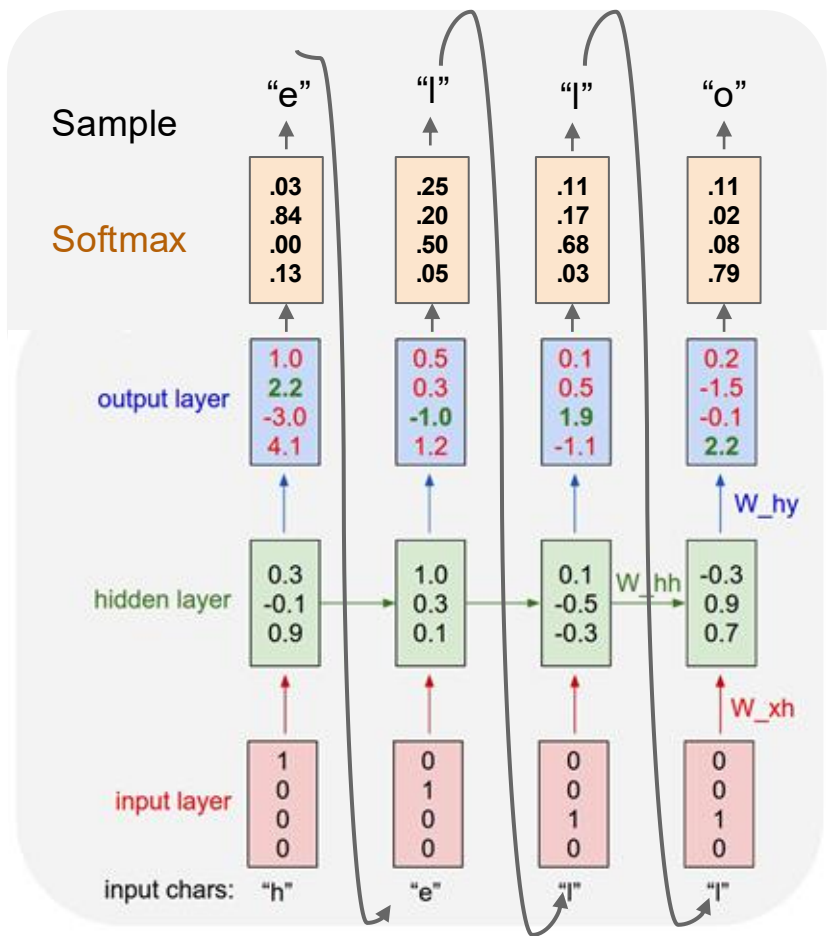 “e” “l” “l” “o”
Sample
.03 .25 .11 .11
.84 .20 .17 .02
Softmax
.00 .50 .68 .08
.13 .05 .03 .79
1.0 0.5 0.1 0.2
2.2 0.3 0.5 -1.5
output layer
-3.0 -1.0 1.9 -0.1
4.1 1.2 -1.1 2.2
W_hy
0.3 1.0 0.1 -0.3
W_hh
hidden layer
-0.1 0.3 -0.5 0.9
0.9 0.1 -0.3 0.7
W_xh
1 0 0 0
0 1 0 0
input layer
0 0 1 1
0 0 0 0
input chars: “h” “e” “l” “l”